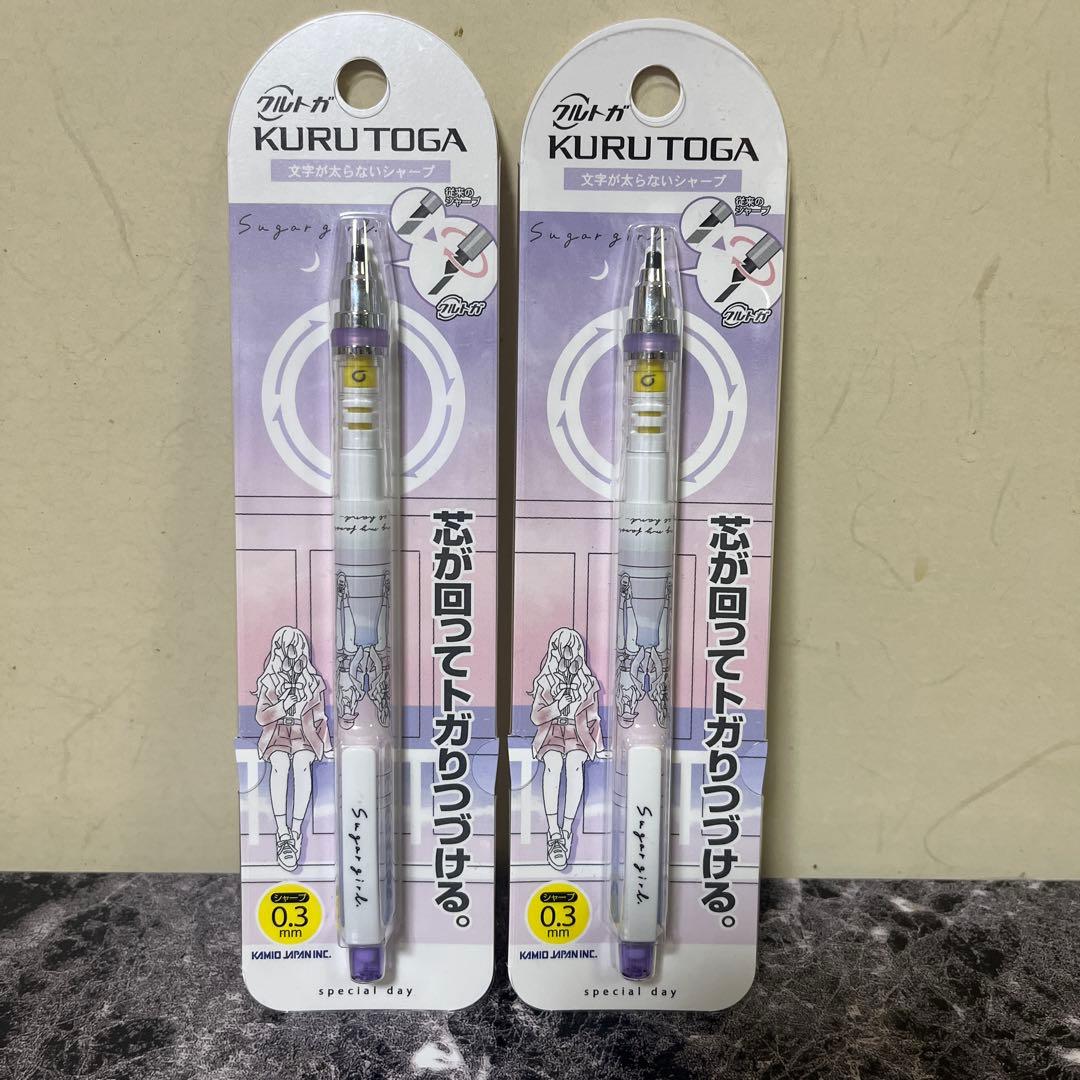 クルトガ
KURUTOGA
文字が太らないシャープ
従来の
シャープ
Sugar girl.
クルトガ
芯が回ってトガりつづける。
Sugar girl.
シャープ
0.3
mm
KAMIO JAPAN INC.
special day
クルトガ
KURUTOGA
文字が太らないシャープ
従来の
シャープ
Sugar girl.
クルトガ
芯が回ってトガりつづける。
Sugar girl.
シャープ
0.3
mm
KAMIO JAPAN INC.
special day